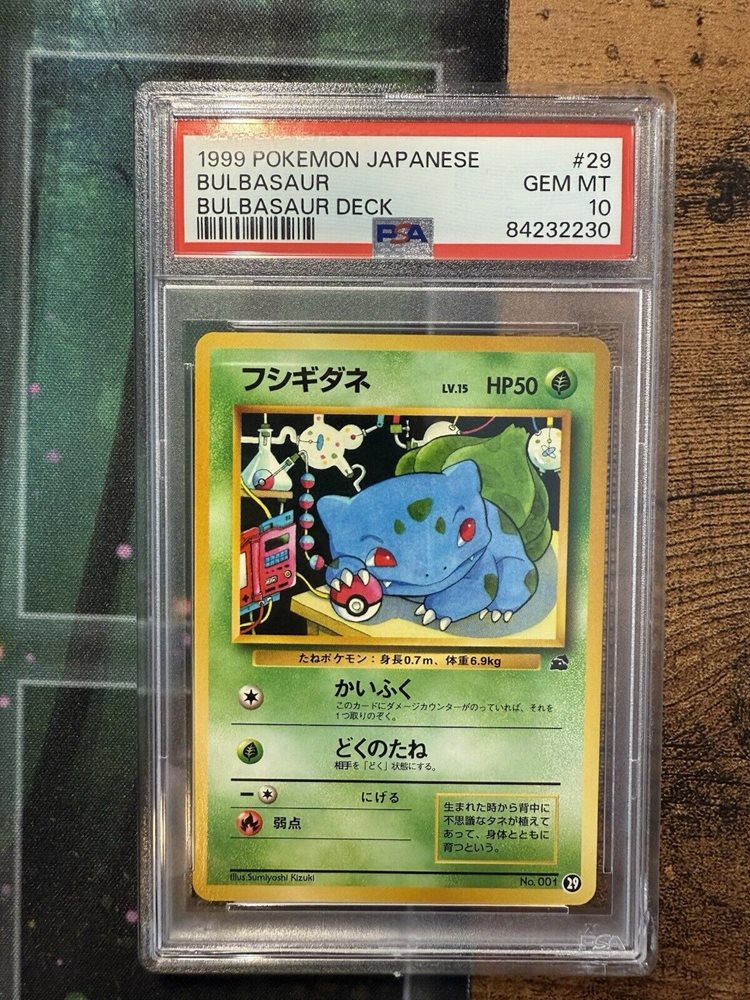 1999 POKEMON JAPANESE #29
BULBASAUR GEM MT
BULBASAUR DECK 10
PSA 84232230
フシギダネ LV.15 HP50
たねポケモン：身長0.7m、体重6.9kg
かいふく
このカードにダメージカウンターがのっていれば、それを
1つ取りのぞく。
どくのたね
相手を「どく」状態にする。
にげる
弱点
生まれた時から背中に
不思議なタネが植えて
あって、身体とともに
育つという。
Illus.Sumiyoshi Kizuki No. 001 29
PSA